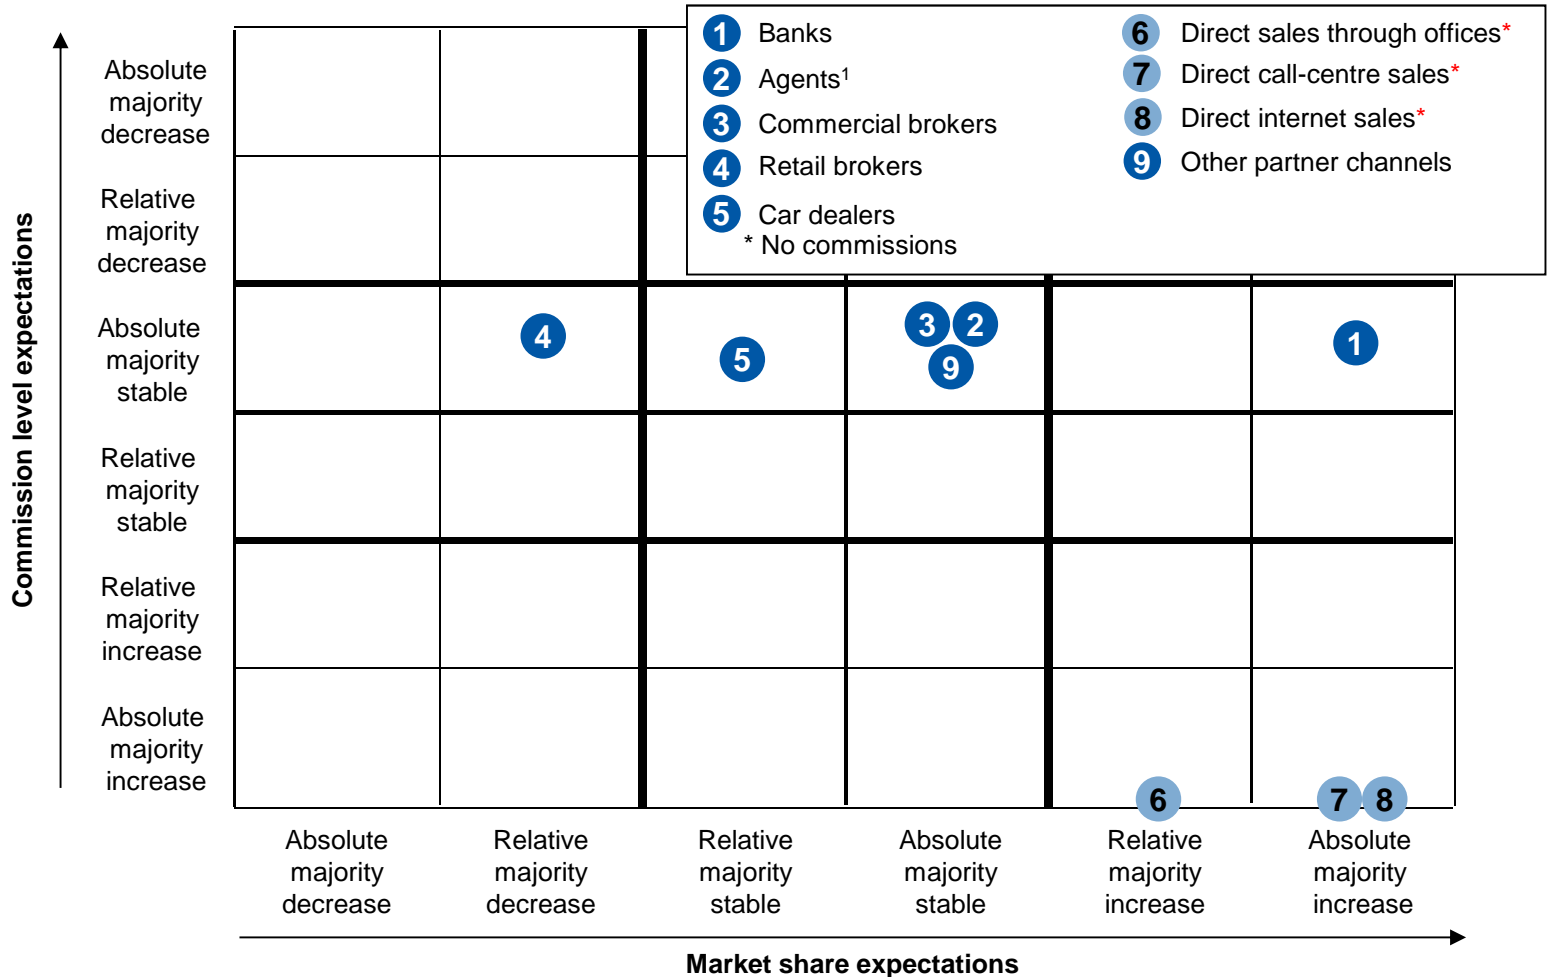 1 Banks
2 Agents¹
3 Commercial brokers
4 Retail brokers
5 Car dealers
* No commissions
6 Direct sales through offices*
7 Direct call-centre sales*
8 Direct internet sales*
9 Other partner channels
Commission level expectations
Absolute
majority
decrease
Relative
majority
decrease
Absolute
majority
stable
Relative
majority
stable
Relative
majority
increase
Absolute
majority
increase
4
5
3 2
9
1
6
7 8
Absolute
majority
decrease
Relative
majority
decrease
Relative
majority
stable
Absolute
majority
stable
Relative
majority
increase
Absolute
majority
increase
Market share expectations